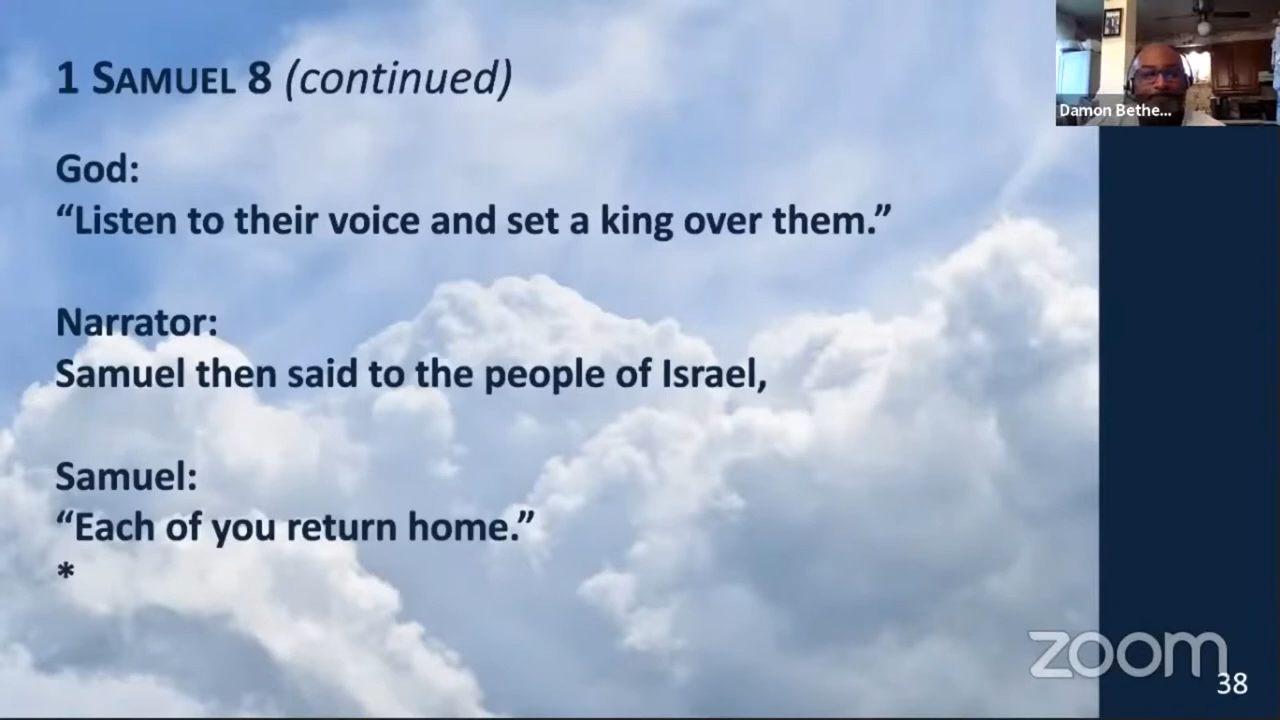 1 SAMUEL 8 (continued)
God:
“Listen to their voice and set a king over them.”
Narrator:
Samuel then said to the people of Israel,
Samuel:
“Each of you return home.”
*
Damon Bethe...
zoom
38